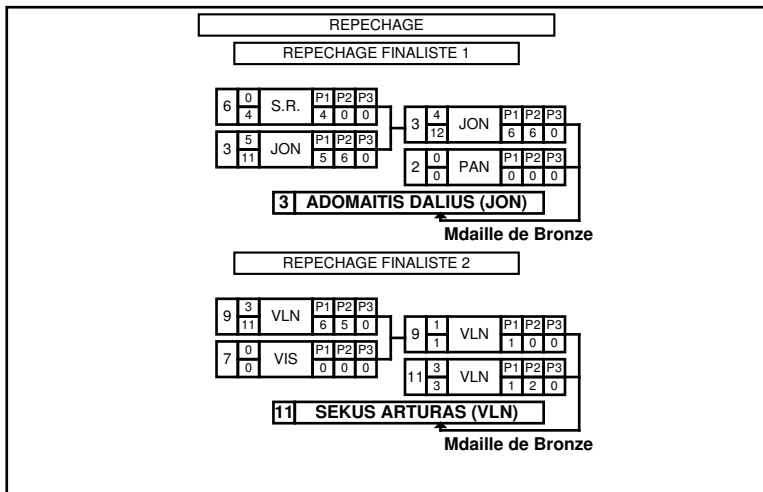 REPECHAGE
REPECHAGE FINALISTE 1
6 0 S.R. P1 P2 P3
4 4 0 0
3 4 JON P1 P2 P3
12 6 6 0
3 5 JON P1 P2 P3
11 5 6 0
2 0 PAN P1 P2 P3
0 0 0 0
3 ADOMAITIS DALIUS (JON)
Mdaille de Bronze
REPECHAGE FINALISTE 2
9 3 VLN P1 P2 P3
11 6 5 0
9 1 VLN P1 P2 P3
1 1 0 0
7 0 VIS P1 P2 P3
0 0 0 0
11 3 VLN P1 P2 P3
3 1 2 0
11 SEKUS ARTURAS (VLN)
Mdaille de Bronze